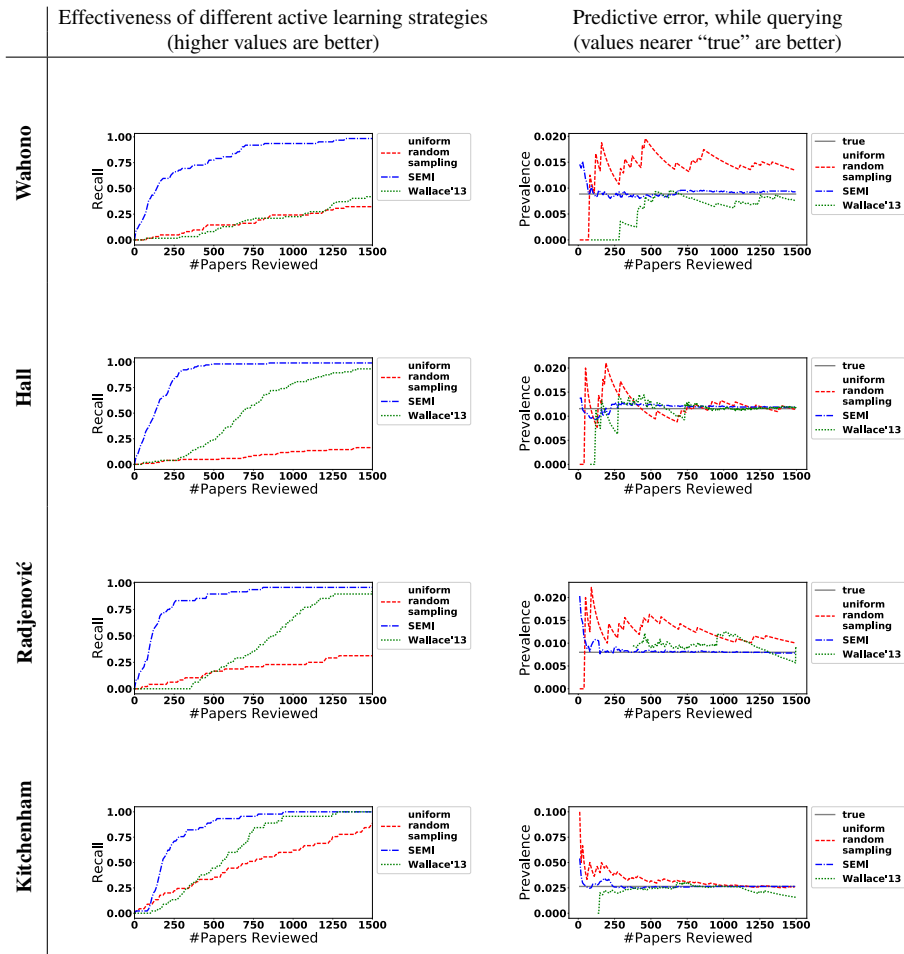 Effectiveness of different active learning strategies
(higher values are better)
Predictive error, while querying
(values nearer “true” are better)
Wahono
1.00
0.75
0.50
0.25
0.00
Recall
0 250 500 750 1000 1250 1500
#Papers Reviewed
uniform
random
sampling
SEMI
Wallace'13
0.020
0.015
0.010
0.005
0.000
Prevalence
0 250 500 750 1000 1250 1500
#Papers Reviewed
true
uniform
random
sampling
SEMI
Wallace'13
Hall
1.00
0.75
0.50
0.25
0.00
Recall
0 250 500 750 1000 1250 1500
#Papers Reviewed
uniform
random
sampling
SEMI
Wallace'13
0.020
0.015
0.010
0.005
0.000
Prevalence
0 250 500 750 1000 1250 1500
#Papers Reviewed
true
uniform
random
sampling
SEMI
Wallace'13
Radjenović
1.00
0.75
0.50
0.25
0.00
Recall
0 250 500 750 1000 1250 1500
#Papers Reviewed
uniform
random
sampling
SEMI
Wallace'13
0.020
0.015
0.010
0.005
0.000
Prevalence
0 250 500 750 1000 1250 1500
#Papers Reviewed
true
uniform
random
sampling
SEMI
Wallace'13
Kitchenham
1.00
0.75
0.50
0.25
0.00
Recall
0 250 500 750 1000 1250 1500
#Papers Reviewed
uniform
random
sampling
SEMI
Wallace'13
0.100
0.075
0.050
0.025
0.000
Prevalence
0 250 500 750 1000 1250 1500
#Papers Reviewed
true
uniform
random
sampling
SEMI
Wallace'13